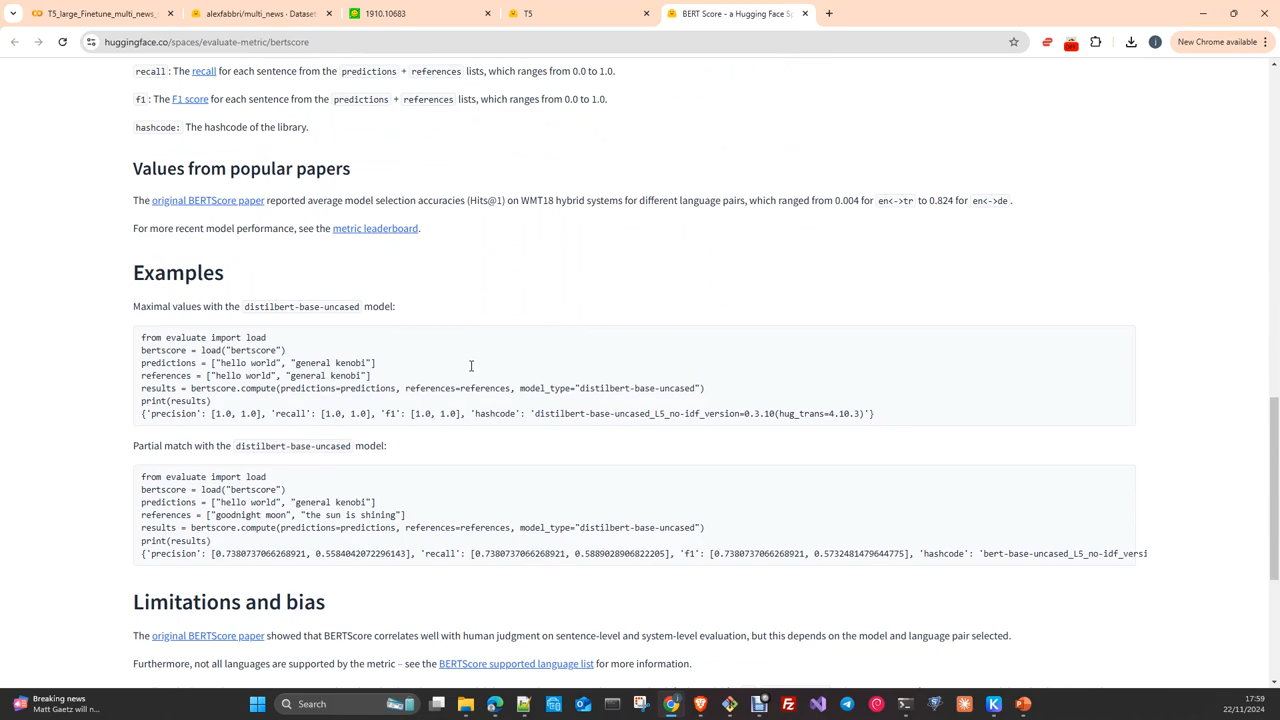 T5_large_Finetune_multi_news_
alexfabbri/multi_news · Dataset
1910.10683
T5
BERT Score - a Hugging Face Sp
huggingface.co/spaces/evaluate-metric/bertscore
OFF
New Chrome available
recall: The recall for each sentence from the predictions + references lists, which ranges from 0.0 to 1.0.
f1: The F1 score for each sentence from the predictions + references lists, which ranges from 0.0 to 1.0.
hashcode: The hashcode of the library.
Values from popular papers
The original BERTScore paper reported average model selection accuracies (Hits@1) on WMT18 hybrid systems for different language pairs, which ranged from 0.004 for en<->tr to 0.824 for en<->de.
For more recent model performance, see the metric leaderboard.
Examples
Maximal values with the distilbert-base-uncased model:
from evaluate import load
bertscore = load("bertscore")
predictions = ["hello world", "general kenobi"]
references = ["hello world", "general kenobi"]
results = bertscore.compute(predictions=predictions, references=references, model_type="distilbert-base-uncased")
print(results)
{'precision': [1.0, 1.0], 'recall': [1.0, 1.0], 'f1': [1.0, 1.0], 'hashcode': 'distilbert-base-uncased_L5_no-idf_version=0.3.10(hug_trans=4.10.3)'}
Partial match with the distilbert-base-uncased model:
from evaluate import load
bertscore = load("bertscore")
predictions = ["hello world", "general kenobi"]
references = ["goodnight moon", "the sun is shining"]
results = bertscore.compute(predictions=predictions, references=references, model_type="distilbert-base-uncased")
print(results)
{'precision': [0.7380737066268921, 0.5584042072296143], 'recall': [0.7380737066268921, 0.5889028906822205], 'f1': [0.7380737066268921, 0.5732481479644775], 'hashcode': 'bert-base-uncased_L5_no-idf_versi
Limitations and bias
The original BERTScore paper showed that BERTScore correlates well with human judgment on sentence-level and system-level evaluation, but this depends on the model and language pair selected.
Furthermore, not all languages are supported by the metric – see the BERTScore supported language list for more information.
Breaking news
Matt Gaetz will n...
Search
17:59
22/11/2024